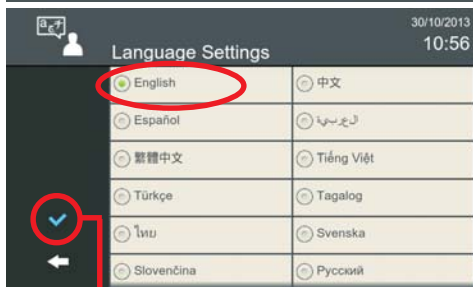 30/10/2013
10:56
Language Settings
English
中文
Español
العربية
繁體中文
Tiếng Việt
Türkçe
Tagalog
ไทย
Svenska
Slovenčina
Русский